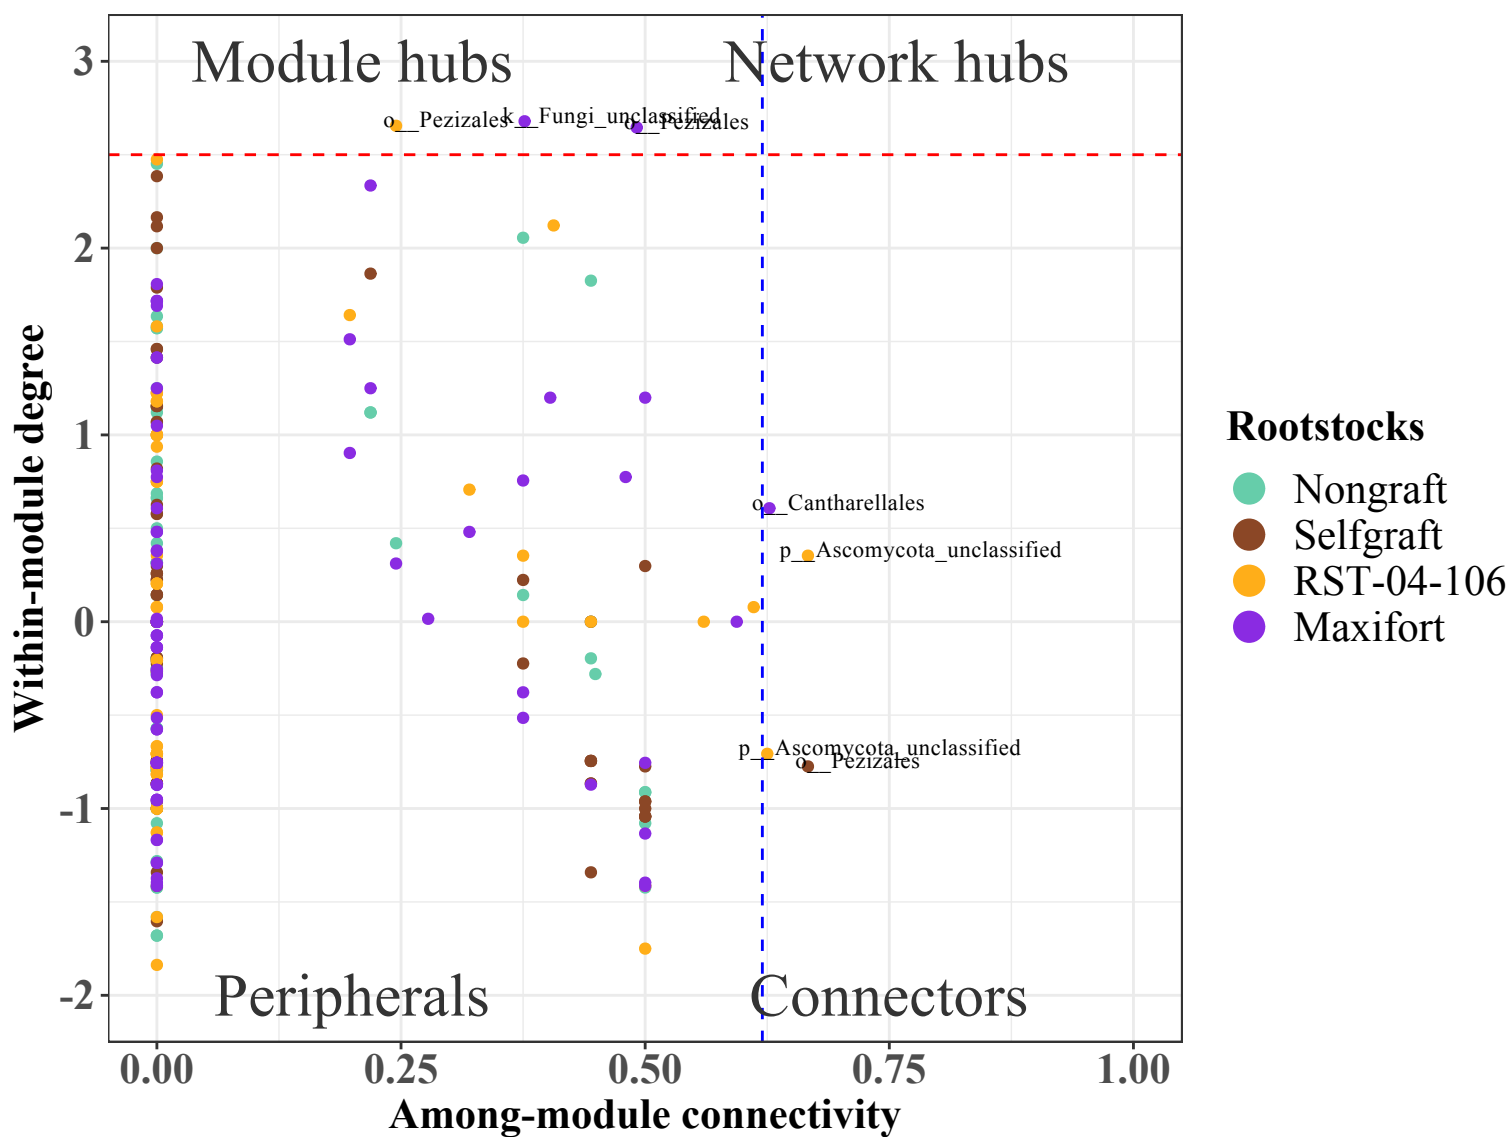 Module hubs
Network hubs
o__Pezizales
k__Fungi_unclassified
o__Pezizales
o__Cantharellales
p__Ascomycota_unclassified
p__Ascomycota_unclassified
o__Pezizales
Peripherals
Connectors
3
2
1
0
-1
-2
Within-module degree
0.00
0.25
0.50
0.75
1.00
Among-module connectivity
Rootstocks
Nongraft
Selfgraft
RST-04-106
Maxifort